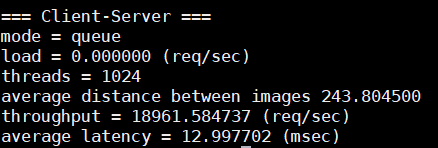 === Client-Server ===
mode = queue
load = 0.000000 (req/sec)
threads = 1024
average distance between images 243.804500
throughput = 18961.584737 (req/sec)
average latency = 12.997702 (msec)